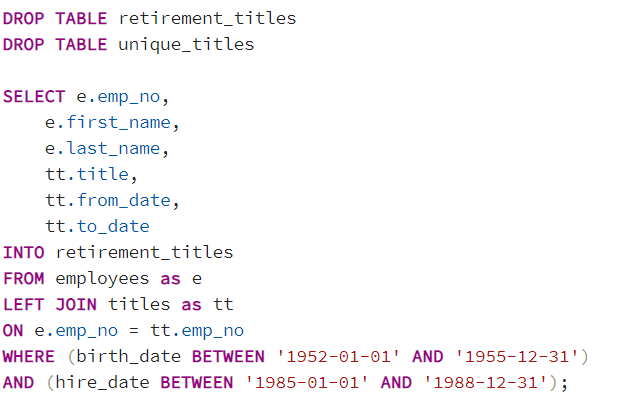 DROP TABLE retirement_titles
DROP TABLE unique_titles

SELECT e.emp_no,
    e.first_name,
    e.last_name,
    tt.title,
    tt.from_date,
    tt.to_date
INTO retirement_titles
FROM employees as e
LEFT JOIN titles as tt
ON e.emp_no = tt.emp_no
WHERE (birth_date BETWEEN '1952-01-01' AND '1955-12-31')
AND (hire_date BETWEEN '1985-01-01' AND '1988-12-31');